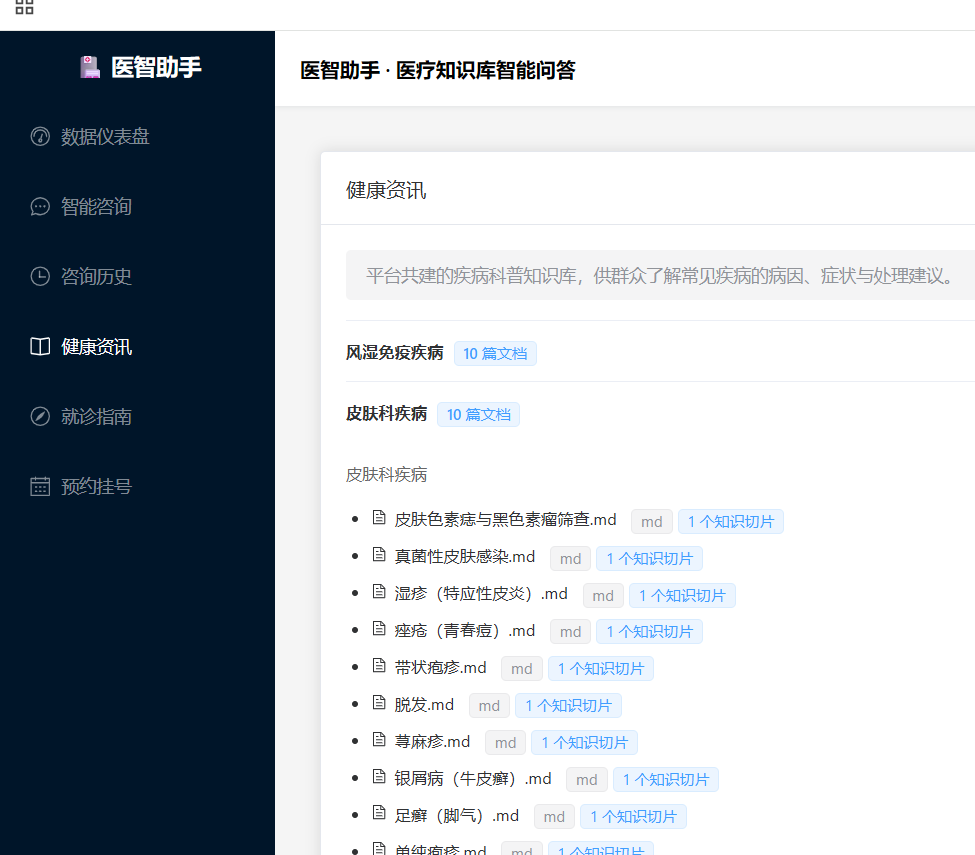 医智助手
医智助手 · 医疗知识库智能问答
数据仪表盘
智能咨询
咨询历史
健康资讯
就诊指南
预约挂号
健康资讯
平台共建的疾病科普知识库，供群众了解常见疾病的病因、症状与处理建议。
风湿免疫疾病 10 篇文档
皮肤科疾病 10 篇文档
皮肤科疾病
皮肤色素痣与黑色素瘤筛查.md md 1 个知识切片
真菌性皮肤感染.md md 1 个知识切片
湿疹（特应性皮炎）.md md 1 个知识切片
痤疮（青春痘）.md md 1 个知识切片
带状疱疹.md md 1 个知识切片
脱发.md md 1 个知识切片
荨麻疹.md md 1 个知识切片
银屑病（牛皮癣）.md md 1 个知识切片
足癣（脚气）.md md 1 个知识切片
单纯疱疹.md md 1 个知识切片